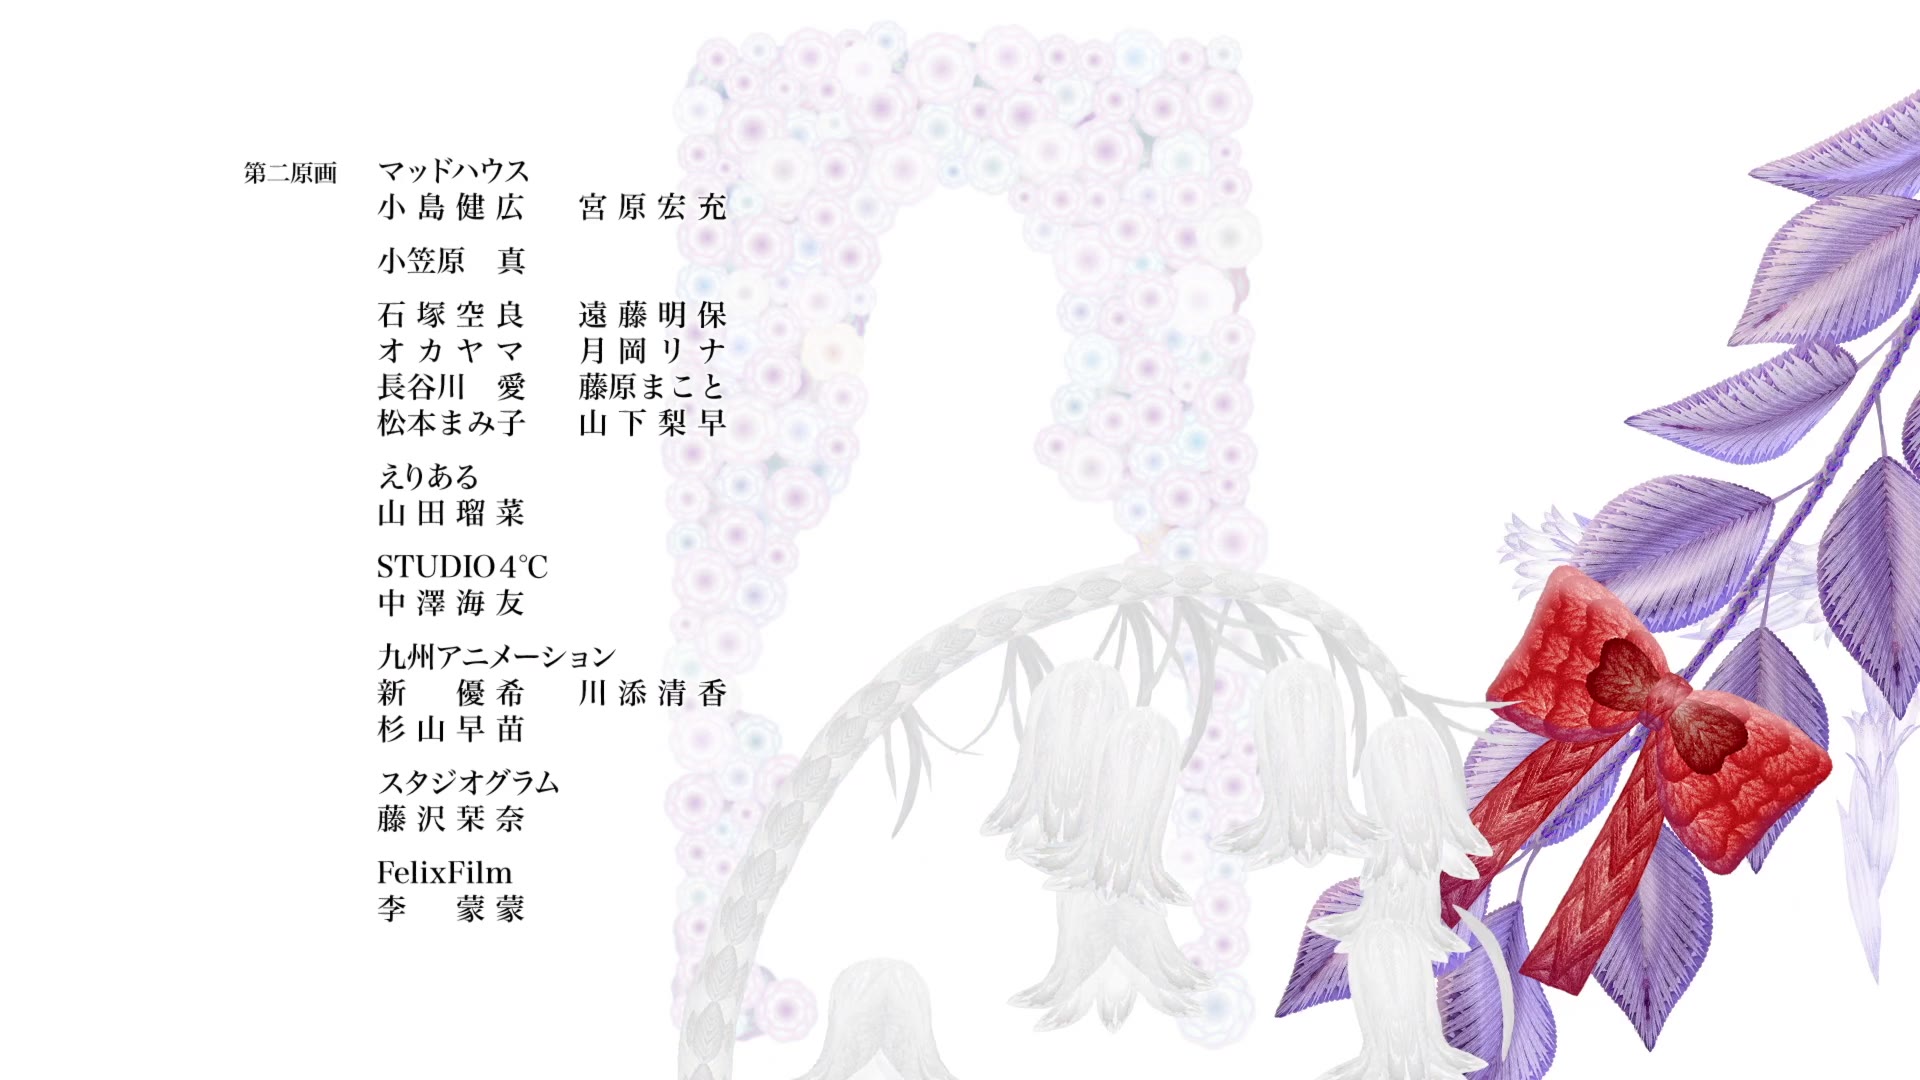 第二原画 マッドハウス
小島健広 宮原宏充
小笠原 真
石塚空良 遠藤明保
オカヤマ 月岡リナ
長谷川 愛 藤原まこと
松本まみ子 山下梨早
えりある
山田瑠菜
STUDIO4℃
中澤海友
九州アニメーション
新 優希 川添清香
杉山早苗
スタジオグラム
藤沢栞奈
FelixFilm
李 蒙蒙